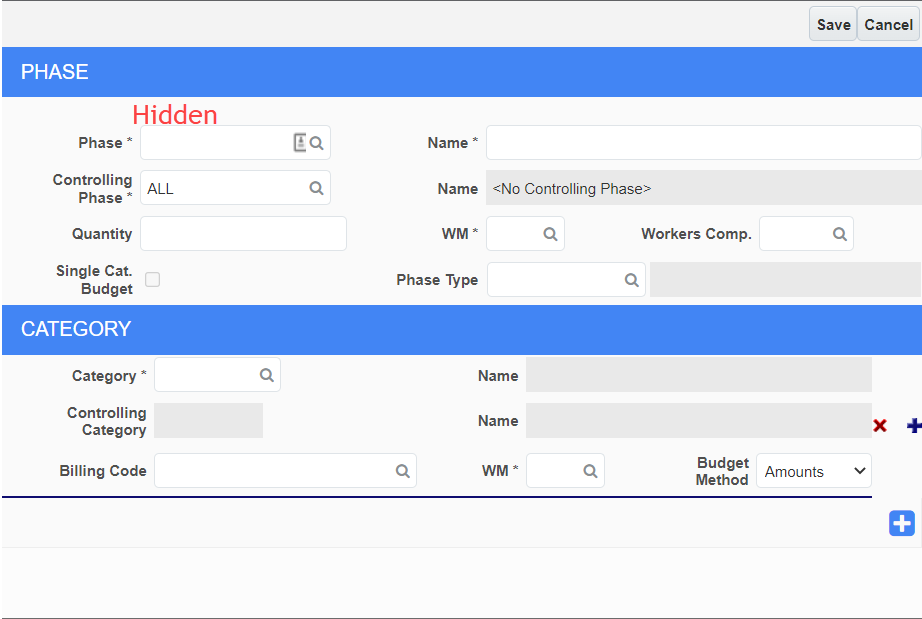 Save Cancel
PHASE
Hidden
Phase * Name *
Controlling Phase * ALL Name <No Controlling Phase>
Quantity WM * Workers Comp.
Single Cat. Budget Phase Type
CATEGORY
Category * Name
Controlling Category Name
Billing Code WM * Budget Method Amounts